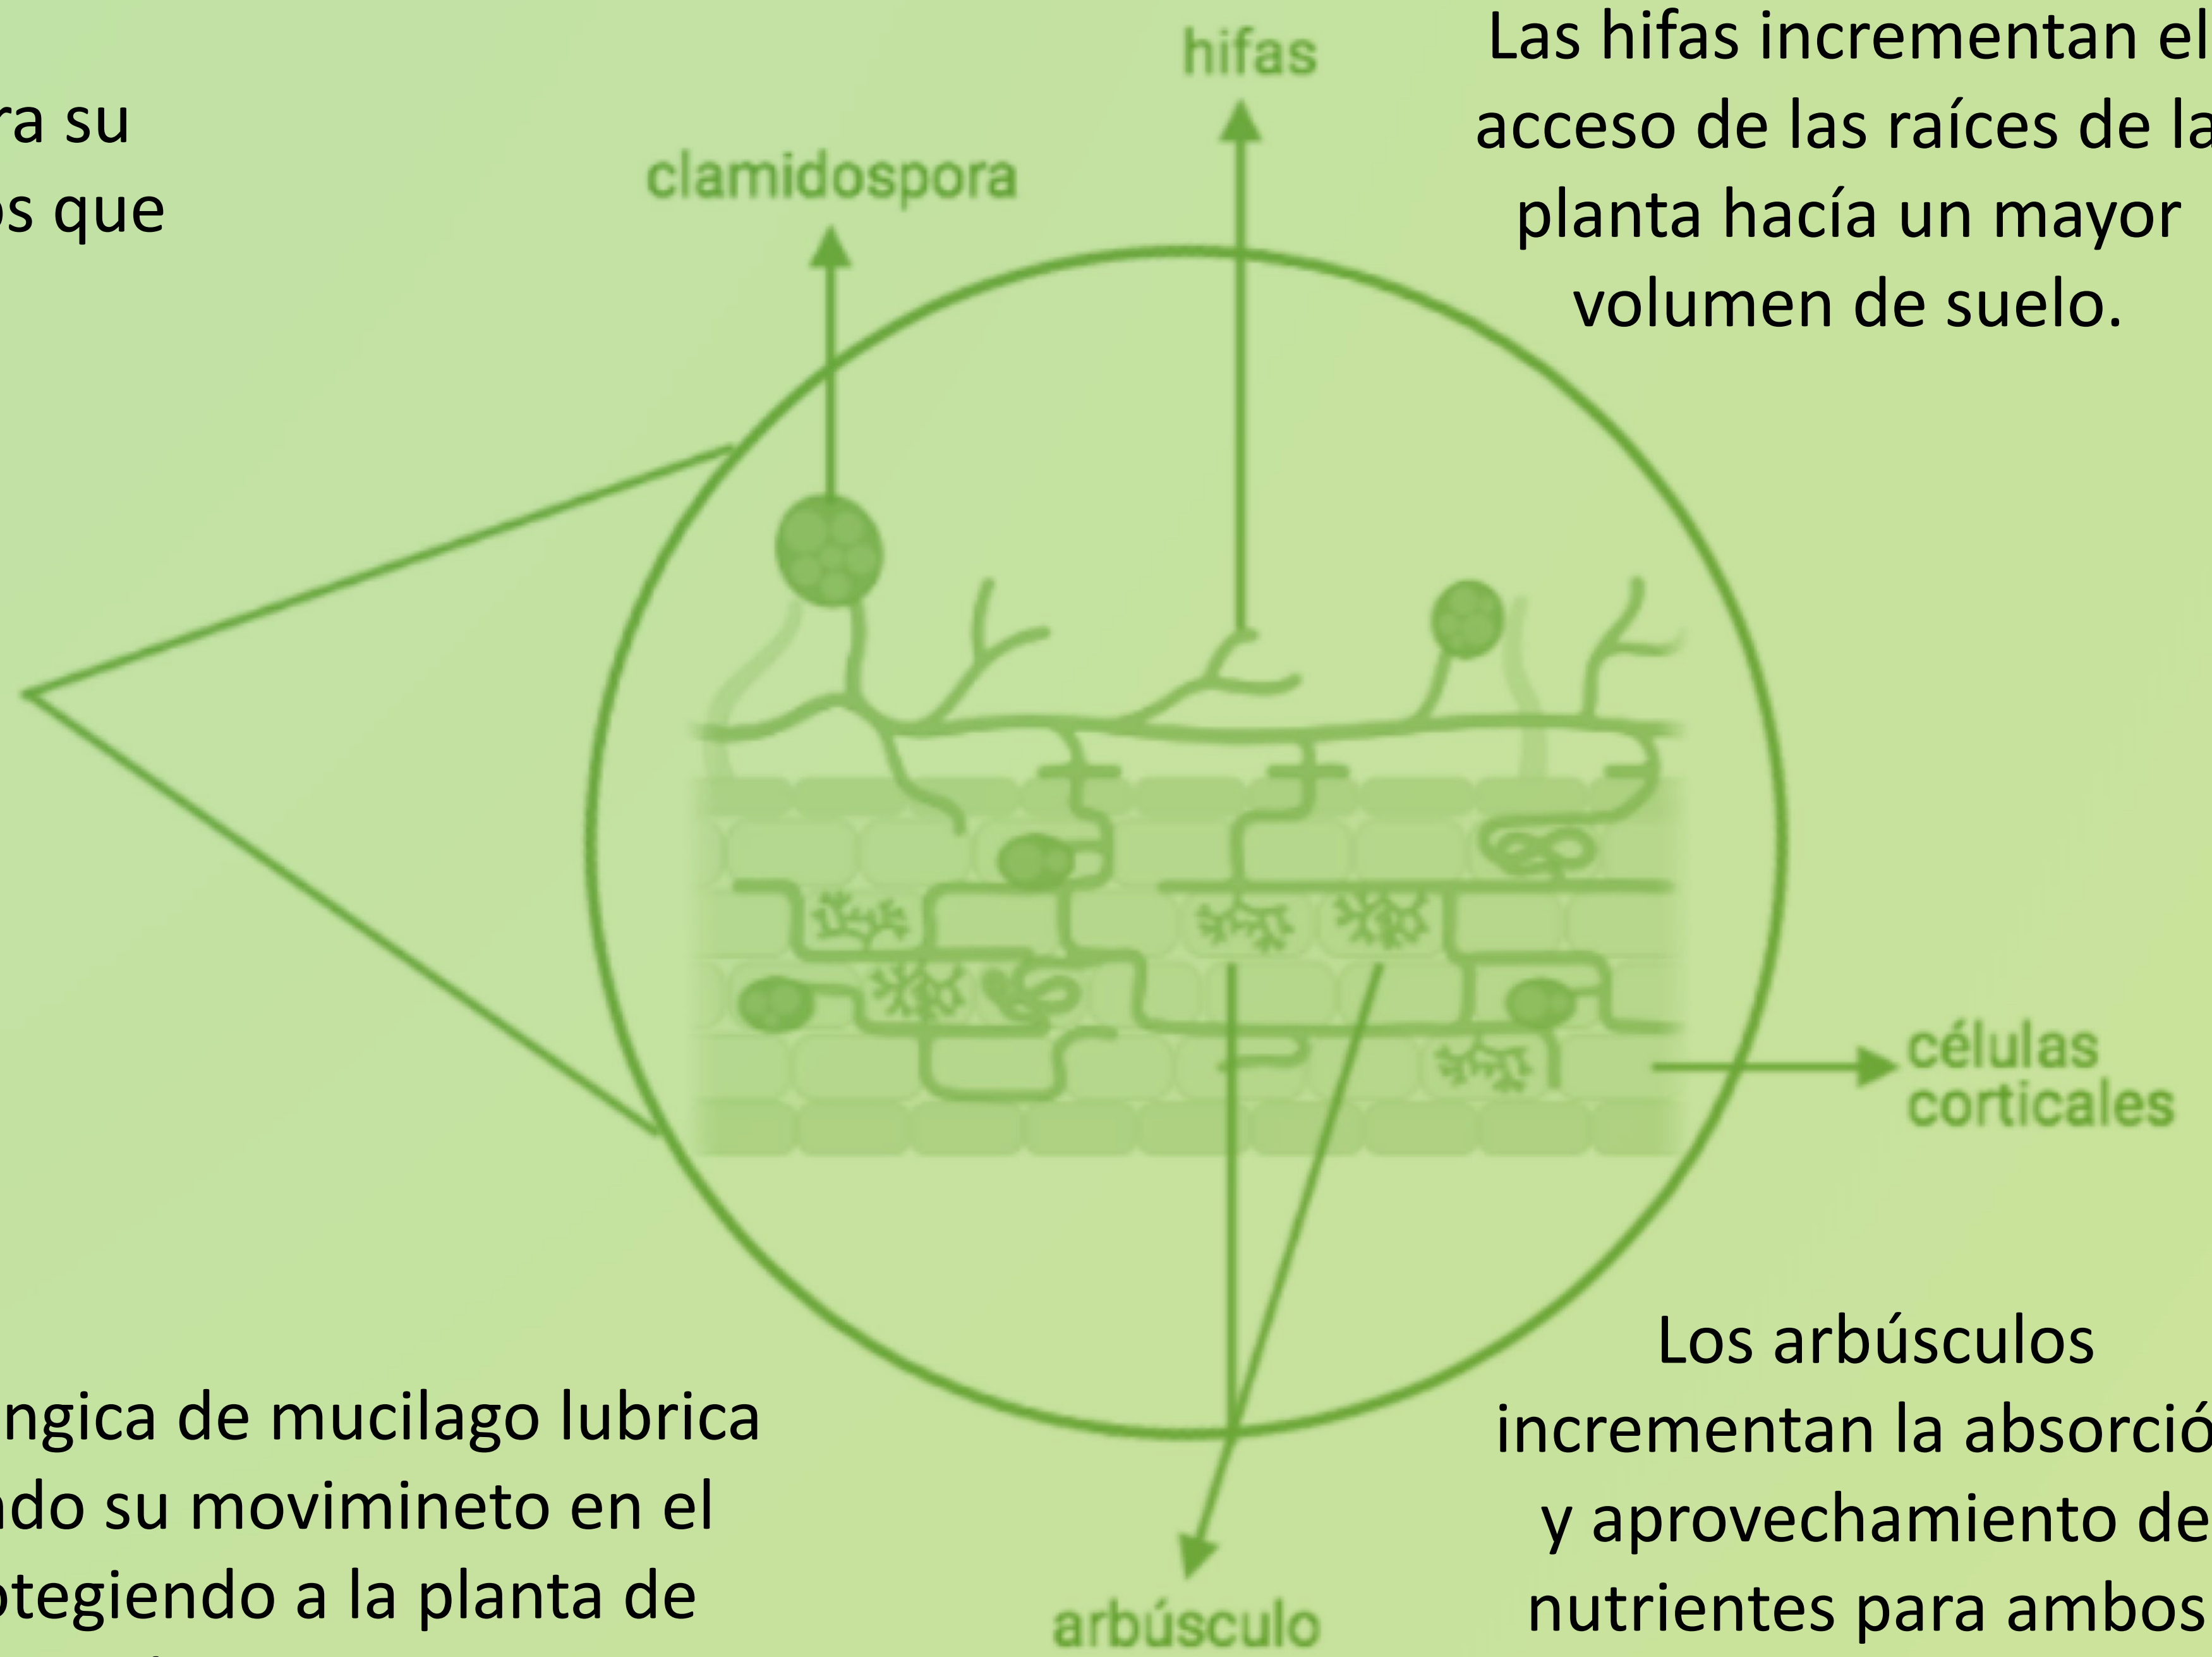 hifas
Las hifas incrementan el
acceso de las raíces de la
planta hacía un mayor
volumen de suelo.
ra su
os que
clamidospora
células
corticales
Los arbúsculos
incrementan la absorció
y aprovechamiento de
nutrientes para ambos
ngica de mucilago lubrica
ndo su movimineto en el
otegiendo a la planta de
arbúsculo